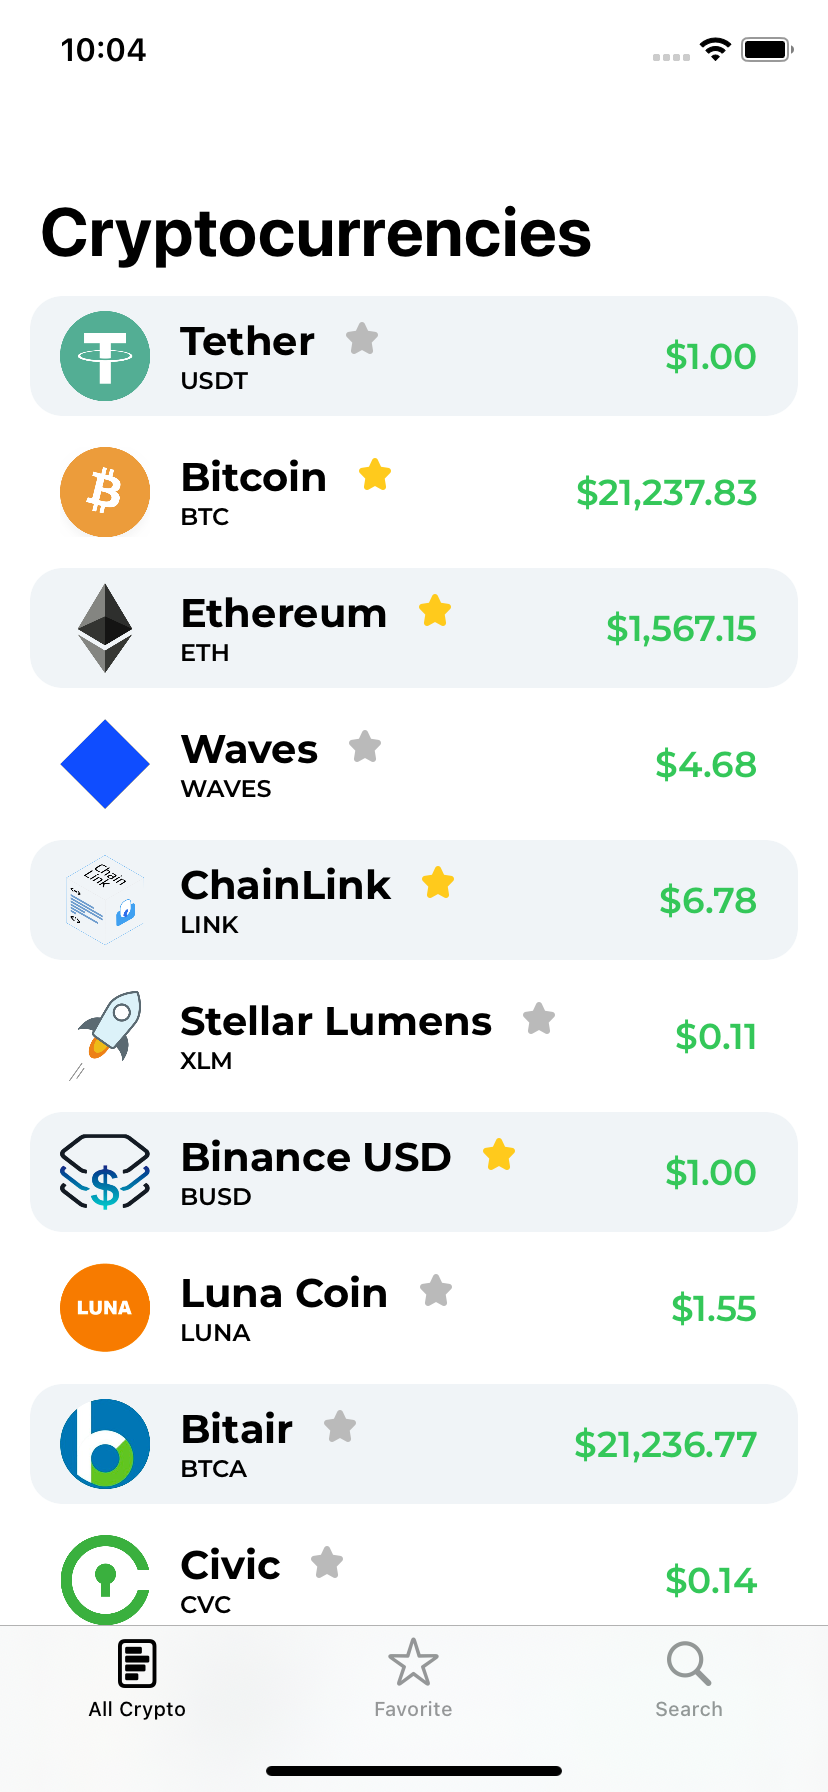 10:04
Cryptocurrencies
Tether
USDT
$1.00
Bitcoin
BTC
$21,237.83
Ethereum
ETH
$1,567.15
Waves
WAVES
$4.68
Chain
Link
ChainLink
LINK
$6.78
Stellar Lumens
XLM
$0.11
Binance USD
BUSD
$1.00
LUNA
Luna Coin
LUNA
$1.55
Bitair
BTCA
$21,236.77
Civic
CVC
$0.14
All Crypto
Favorite
Search